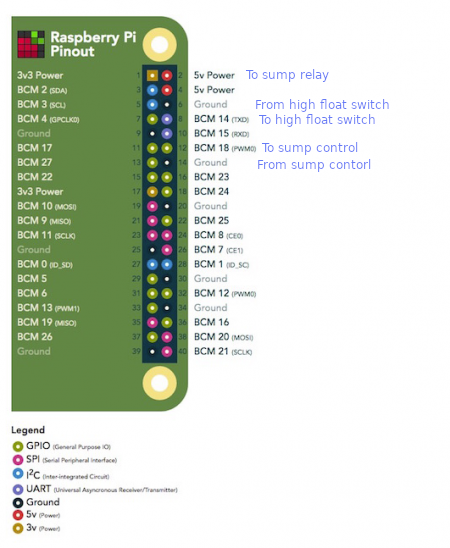 Raspberry Pi
Pinout
3v3 Power 1 2 5v Power To sump relay
BCM 2 (SDA) 3 4 5v Power
BCM 3 (SCL) 5 6 Ground From high float switch
BCM 4 (GPCLK0) 7 8 BCM 14 (TXD) To high float switch
Ground 9 10 BCM 15 (RXD)
BCM 17 11 12 BCM 18 (PWM0) To sump control
BCM 27 13 14 Ground From sump contorl
BCM 22 15 16 BCM 23
3v3 Power 17 18 BCM 24
BCM 10 (MOSI) 19 20 Ground
BCM 9 (MISO) 21 22 BCM 25
BCM 11 (SCLK) 23 24 BCM 8 (CE0)
Ground 25 26 BCM 7 (CE1)
BCM 0 (ID_SD) 27 28 BCM 1 (ID_SC)
BCM 5 29 30 Ground
BCM 6 31 32 BCM 12 (PWM0)
BCM 13 (PWM1) 33 34 Ground
BCM 19 (MISO) 35 36 BCM 16
BCM 26 37 38 BCM 20 (MOSI)
Ground 39 40 BCM 21 (SCLK)
Legend
GPIO (General Purpose IO)
SPI (Serial Peripheral Interface)
I²C (Inter-integrated Circuit)
UART (Universal Asyncronous Receiver/Transmitter)
Ground
5v (Power)
3v (Power)